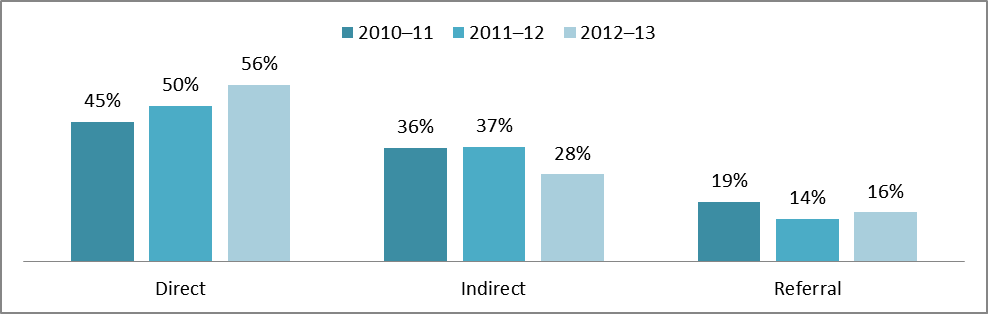 2010–11 2011–12 2012–13
45% 50% 56%
36% 37% 28%
19% 14% 16%
Direct Indirect Referral